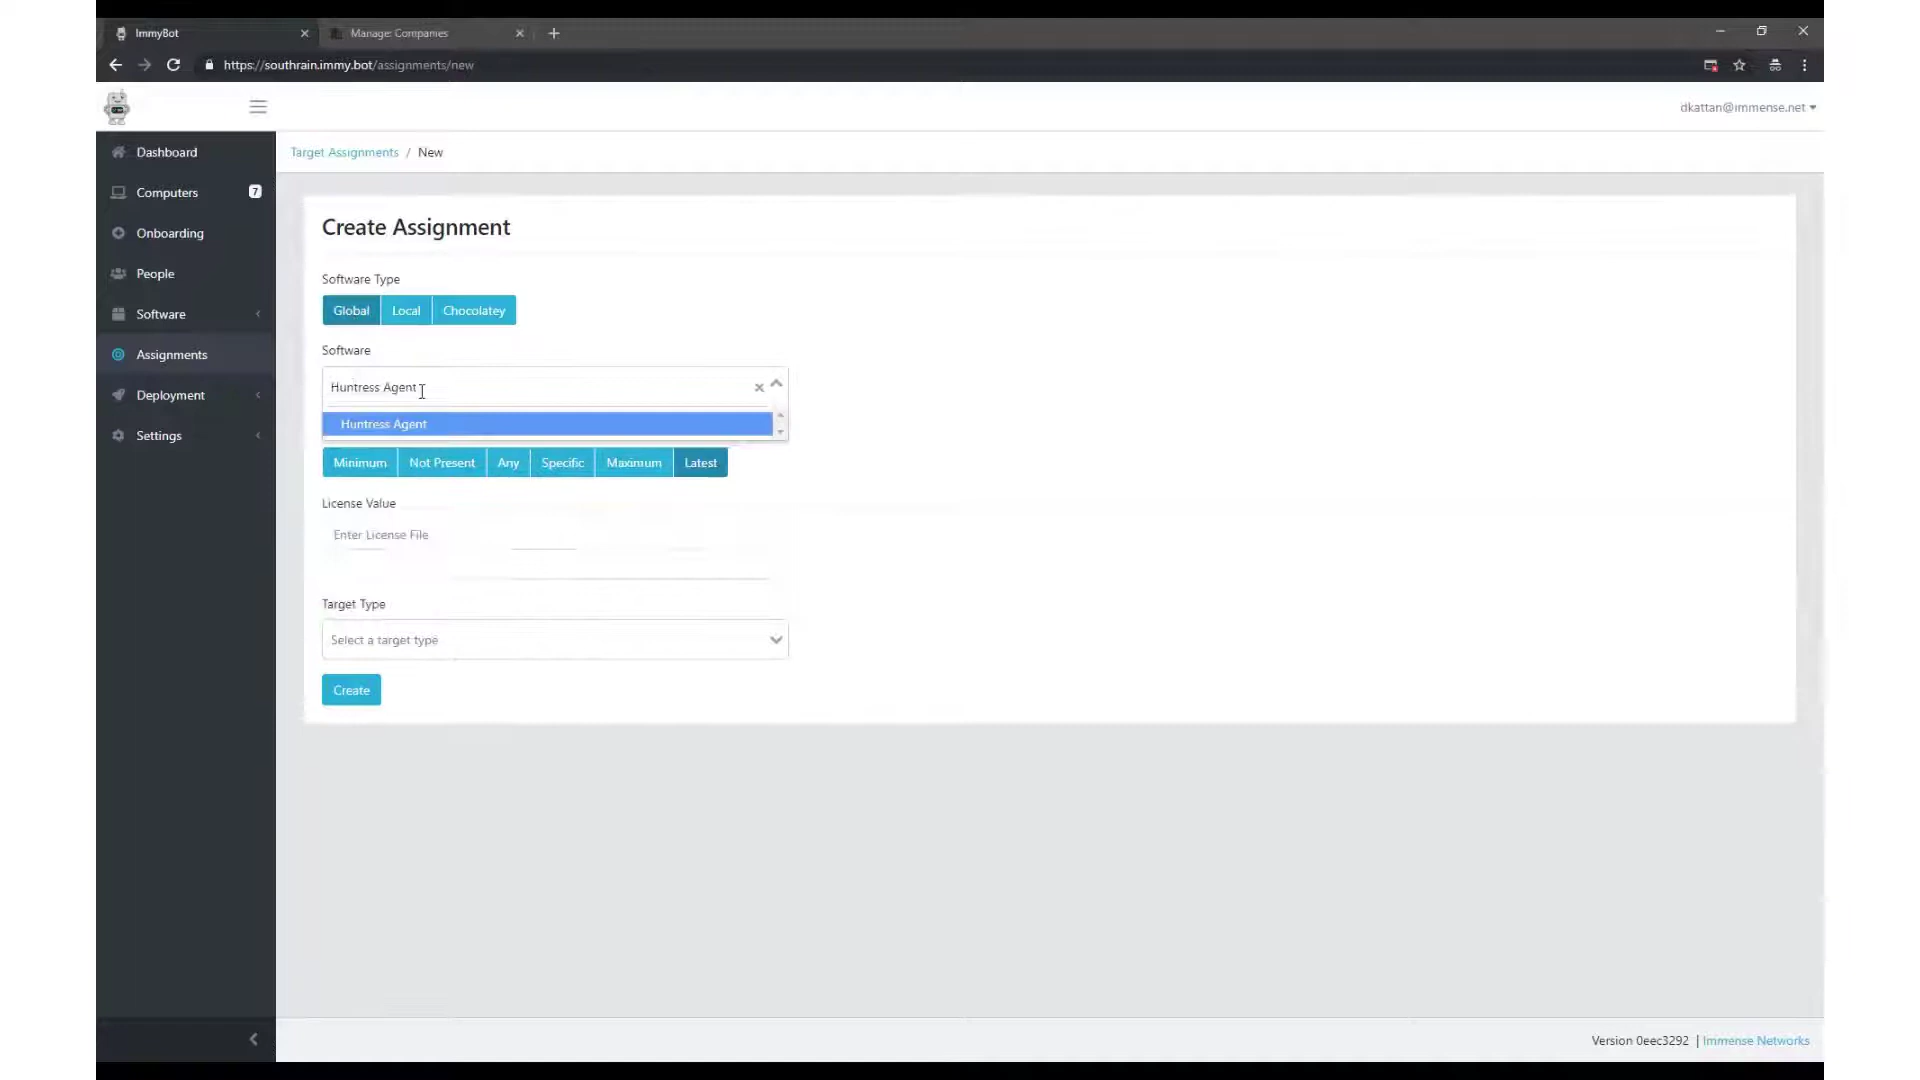 ImmyBot
Manage: Companies
https://southrain.immy.bot/assignments/new
dkattan@immense.net
Dashboard
Computers 7
Onboarding
People
Software
Assignments
Deployment
Settings
Target Assignments / New
Create Assignment
Software Type
Global Local Chocolatey
Software
Huntress Agent
Huntress Agent
Minimum Not Present Any Specific Maximum Latest
License Value
Enter License File
Target Type
Select a target type
Create
Version 0eec3292 | Immense Networks